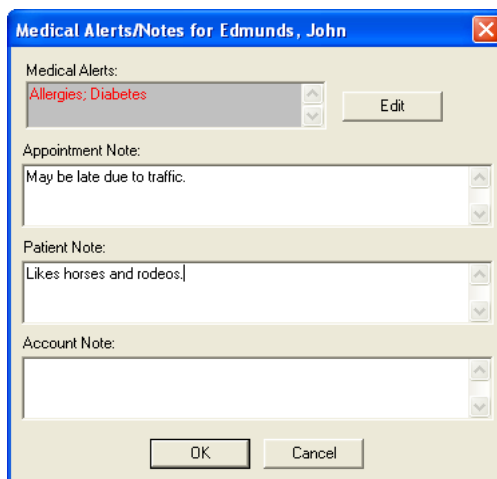 Medical Alerts/Notes for Edmunds, John
Medical Alerts:
Allergies; Diabetes
Edit
Appointment Note:
May be late due to traffic.
Patient Note:
Likes horses and rodeos.
Account Note:
OK Cancel